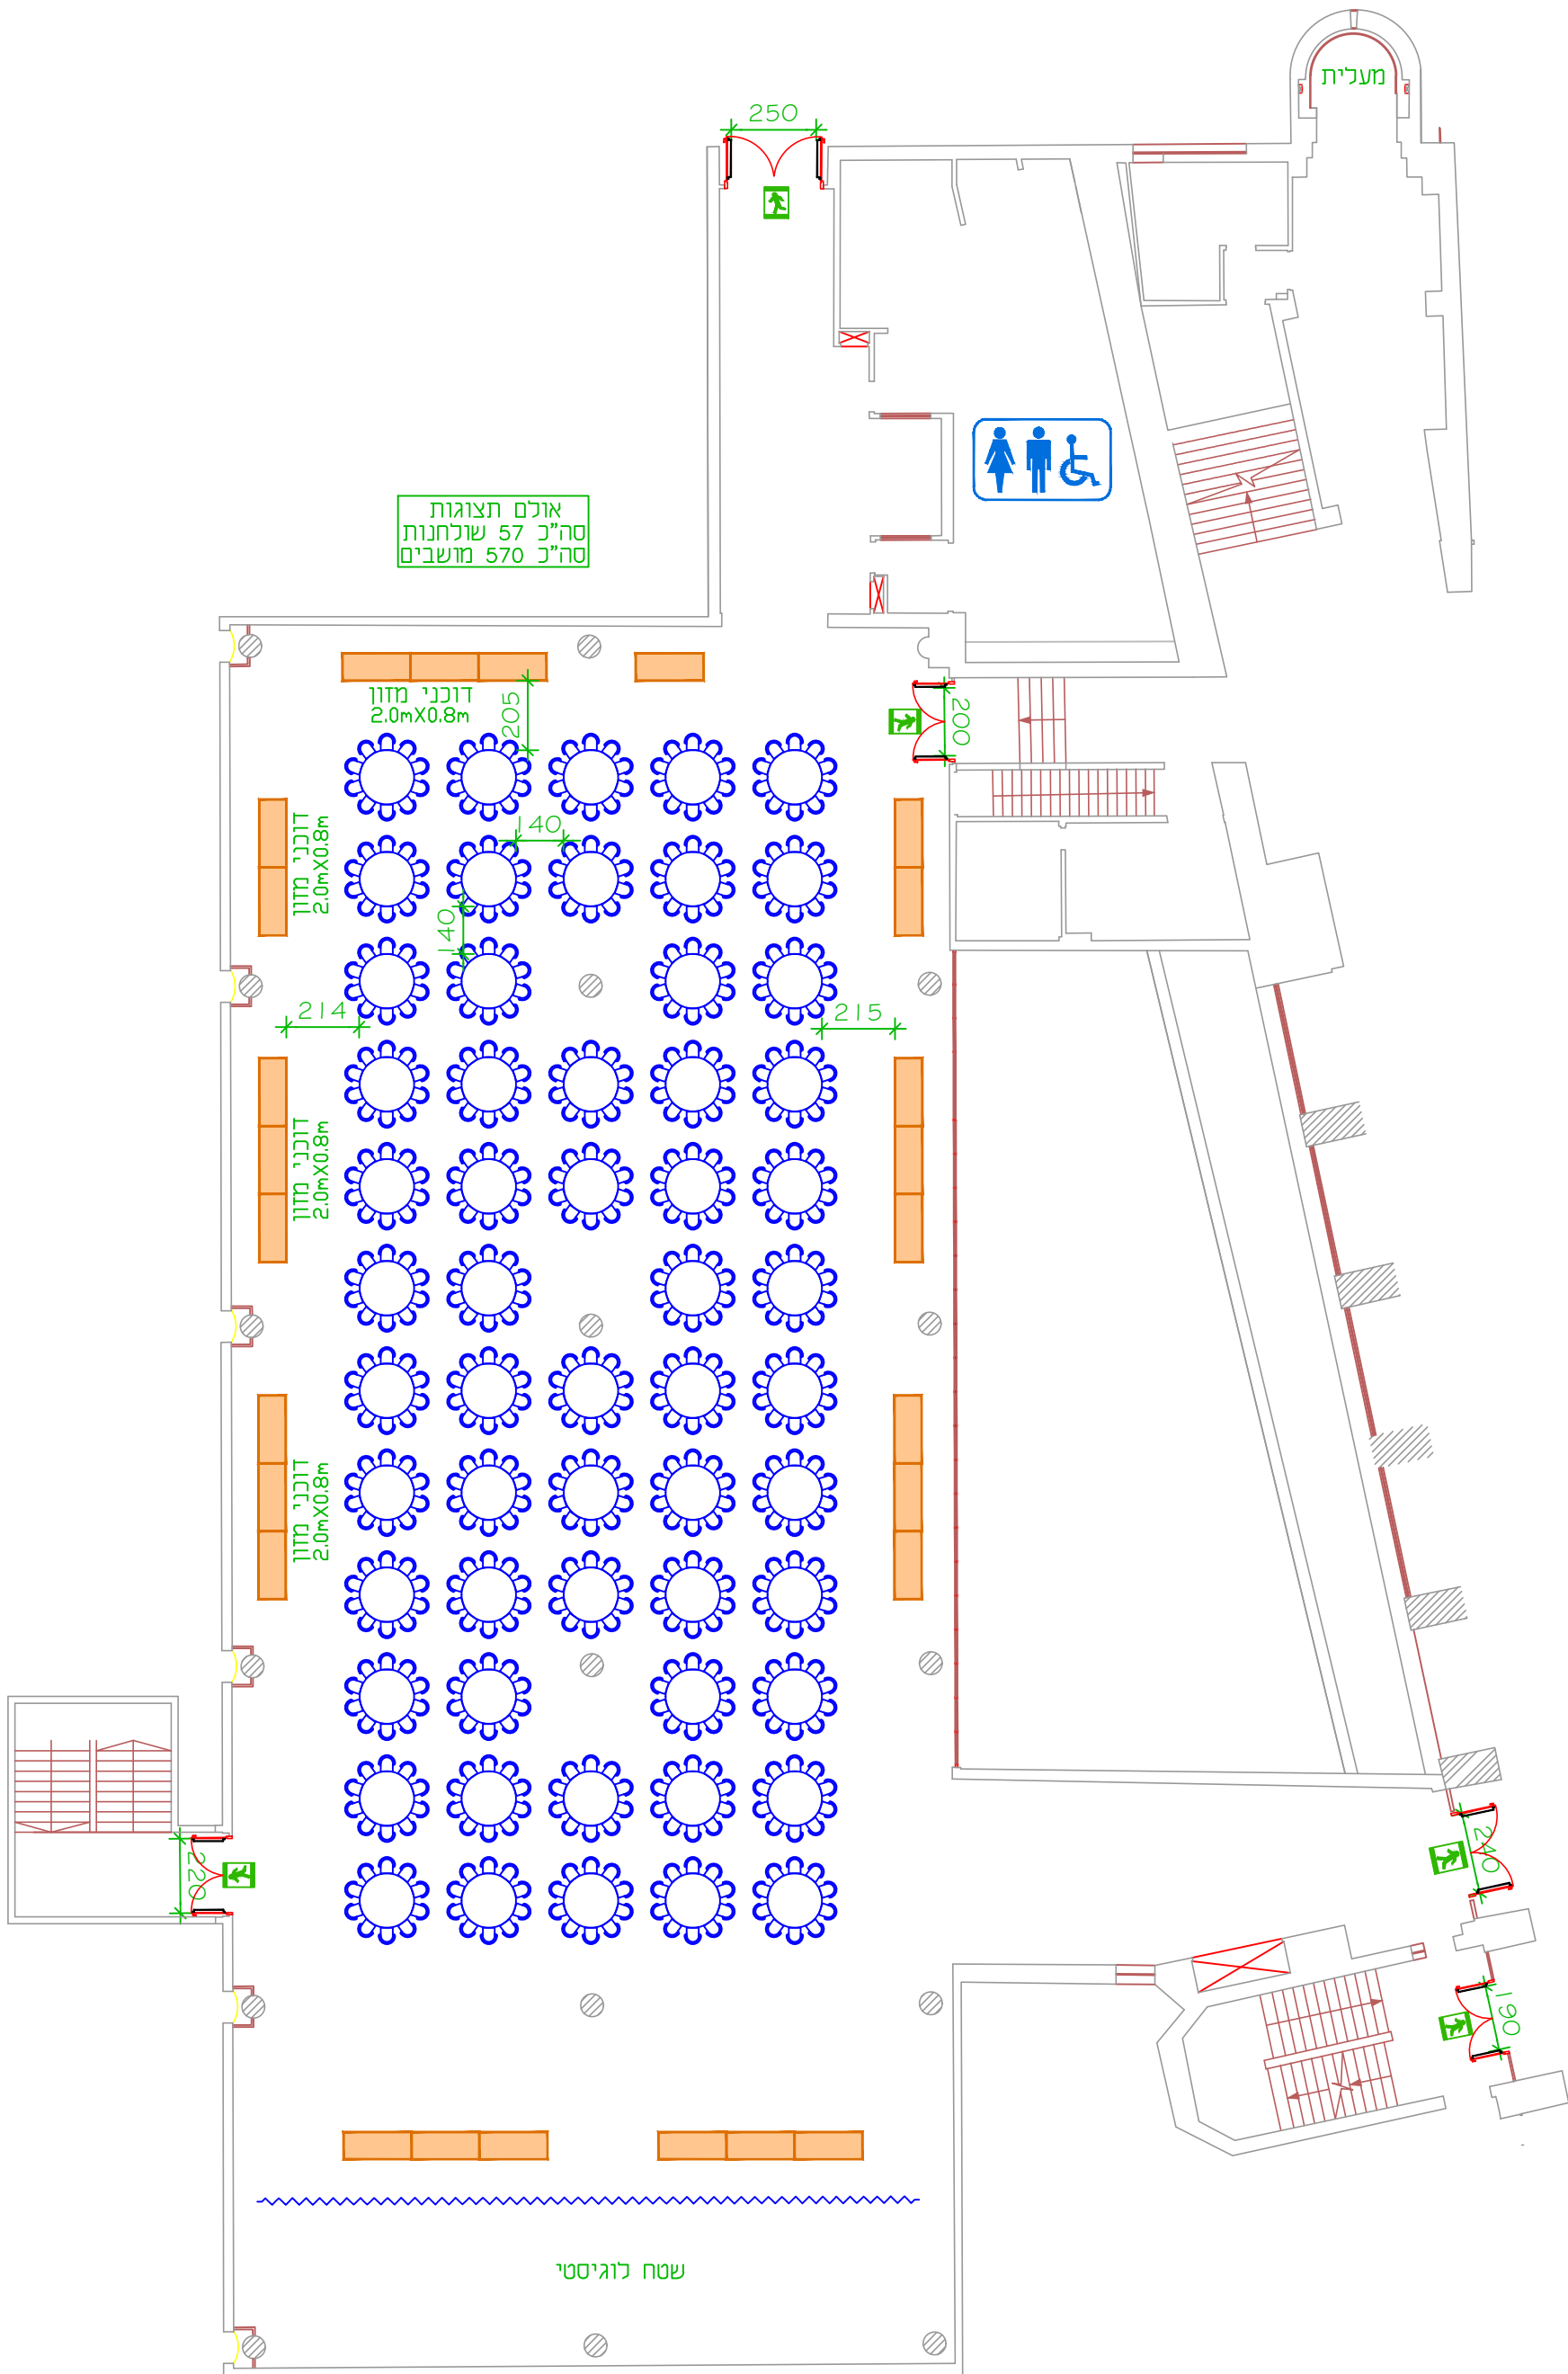 מעלית
250
אולם תצוגות
סה"כ 57 שולחנות
סה"כ 570 מושבים
דוכני מזון
2.0mX0.8m
205
200
140
140
דוכני מזון
2.0mX0.8m
214
215
דוכני מזון
2.0mX0.8m
דוכני מזון
2.0mX0.8m
220
240
190
שטח לוגיסטי